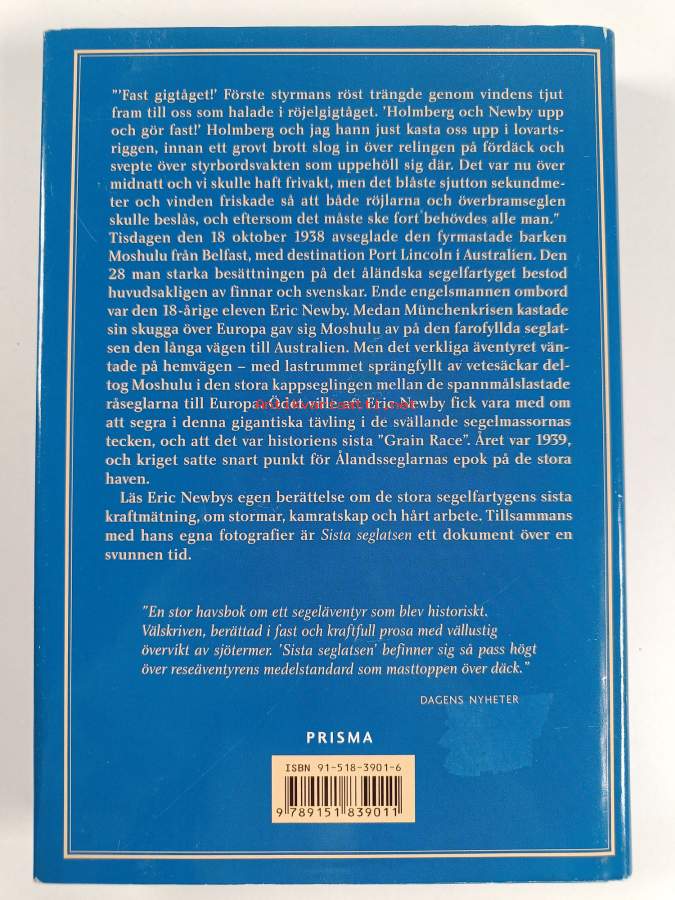 "'Fast gigtåget!' Förste styrmans röst trängde genom vindens tjut
fram till oss som halade i röjelgigtåget. 'Holmberg och Newby upp
och gör fast!' Holmberg och jag hann just kasta oss upp i lovarts-
riggen, innan ett grovt brott slog in över relingen på fördäck och
svepte över styrbordsvakten som uppehöll sig där. Det var nu över
midnatt och vi skulle haft frivakt, men det blåste sjutton sekundme-
ter och vinden friskade så att både röjlarna och överbramseglen
skulle beslås, och eftersom det måste ske fort behövdes alle man."
Tisdagen den 18 oktober 1938 avseglade den fyrmastade barken
Moshulu från Belfast, med destination Port Lincoln i Australien. Den
28 man starka besättningen på det åländska segelfartyget bestod
huvudsakligen av finnar och svenskar. Ende engelsmannen ombord
var den 18-årige eleven Eric Newby. Medan Münchenkrisen kastade
sin skugga över Europa gav sig Moshulu av på den farofyllda seglat-
sen den långa vägen till Australien. Men det verkliga äventyret vän-
tade på hemvägen – med lastrummet sprängfyllt av vetesäckar del-
tog Moshulu i den stora kappseglingen mellan de spannmålslastade
råseglarna till Europa. Ödet ville att Eric Newby fick vara med om
att segra i denna gigantiska tävling i de svällande segelmassornas
tecken, och att det var historiens sista "Grain Race". Året var 1939,
och kriget satte snart punkt för Ålandsseglarnas epok på de stora
haven.
Läs Eric Newbys egen berättelse om de stora segelfartygens sista
kraftmätning, om stormar, kamratskap och hårt arbete. Tillsammans
med hans egna fotografier är Sista seglatsen ett dokument över en
svunnen tid.
"En stor havsbok om ett segeläventyr som blev historiskt.
Välskriven, berättad i fast och kraftfull prosa med vällustig
övervikt av sjötermer. 'Sista seglatsen' befinner sig så pass högt
över reseäventyrens medelstandard som masttoppen över däck."
DAGENS NYHETER
PRISMA
ISBN 91-518-3901-6
9 789151 839011